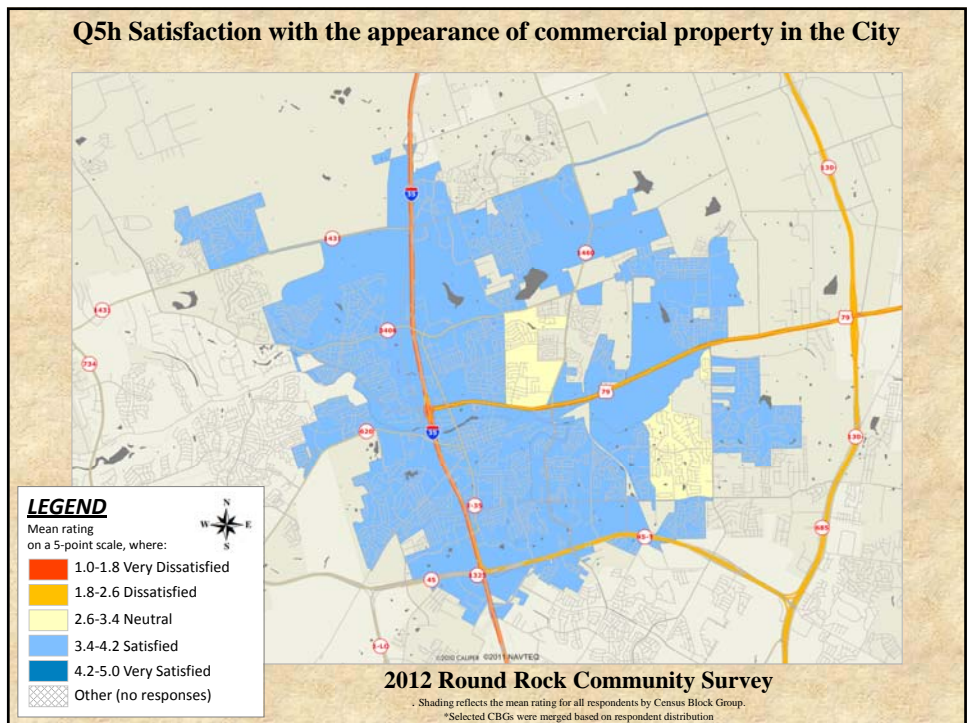 Q5h Satisfaction with the appearance of commercial property in the City
130
35
1431
1460
1431
79
3406
734
79
35
620
130
I-35
685
45-T
45
1325
LEGEND
N
W E
S
Mean rating
on a 5-point scale, where:
1.0-1.8 Very Dissatisfied
1.8-2.6 Dissatisfied
2.6-3.4 Neutral
3.4-4.2 Satisfied
4.2-5.0 Very Satisfied
Other (no responses)
©2010 CALIPER ©2011 NAVTEQ
2012 Round Rock Community Survey
. Shading reflects the mean rating for all respondents by Census Block Group.
*Selected CBGs were merged based on respondent distribution